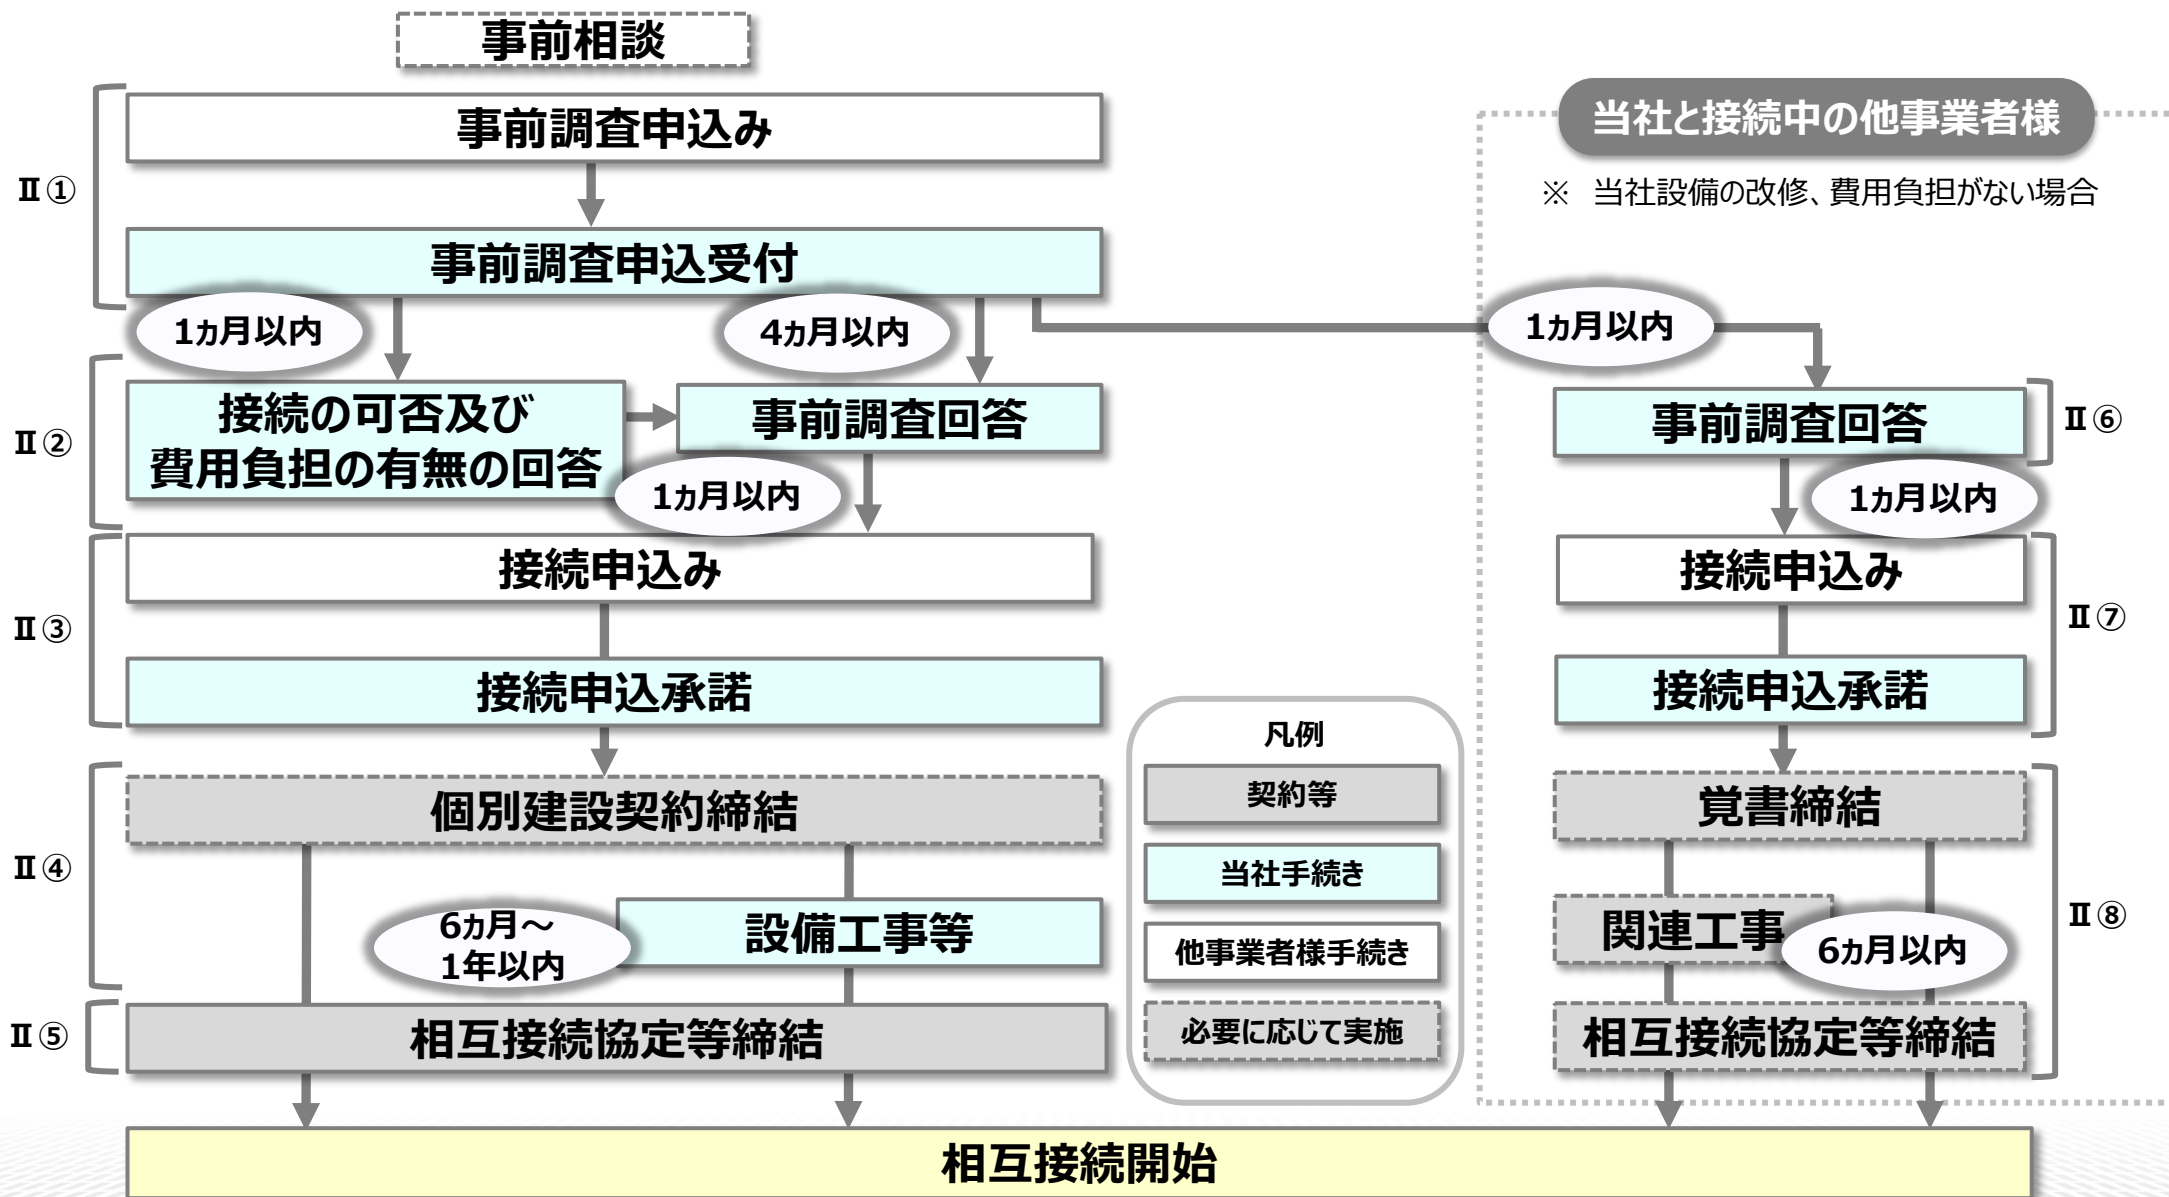 事前相談
Ⅱ①
事前調査申込み
事前調査申込受付
1ヵ月以内
4ヵ月以内
Ⅱ②
接続の可否及び
費用負担の有無の回答
事前調査回答
1ヵ月以内
Ⅱ③
接続申込み
接続申込承諾
Ⅱ④
個別建設契約締結
6ヵ月～
1年以内
設備工事等
Ⅱ⑤
相互接続協定等締結
凡例
契約等
当社手続き
他事業者様手続き
必要に応じて実施
当社と接続中の他事業者様
※ 当社設備の改修、費用負担がない場合
1ヵ月以内
事前調査回答
Ⅱ⑥
1ヵ月以内
接続申込み
接続申込承諾
Ⅱ⑦
覚書締結
関連工事
6ヵ月以内
相互接続協定等締結
Ⅱ⑧
相互接続開始